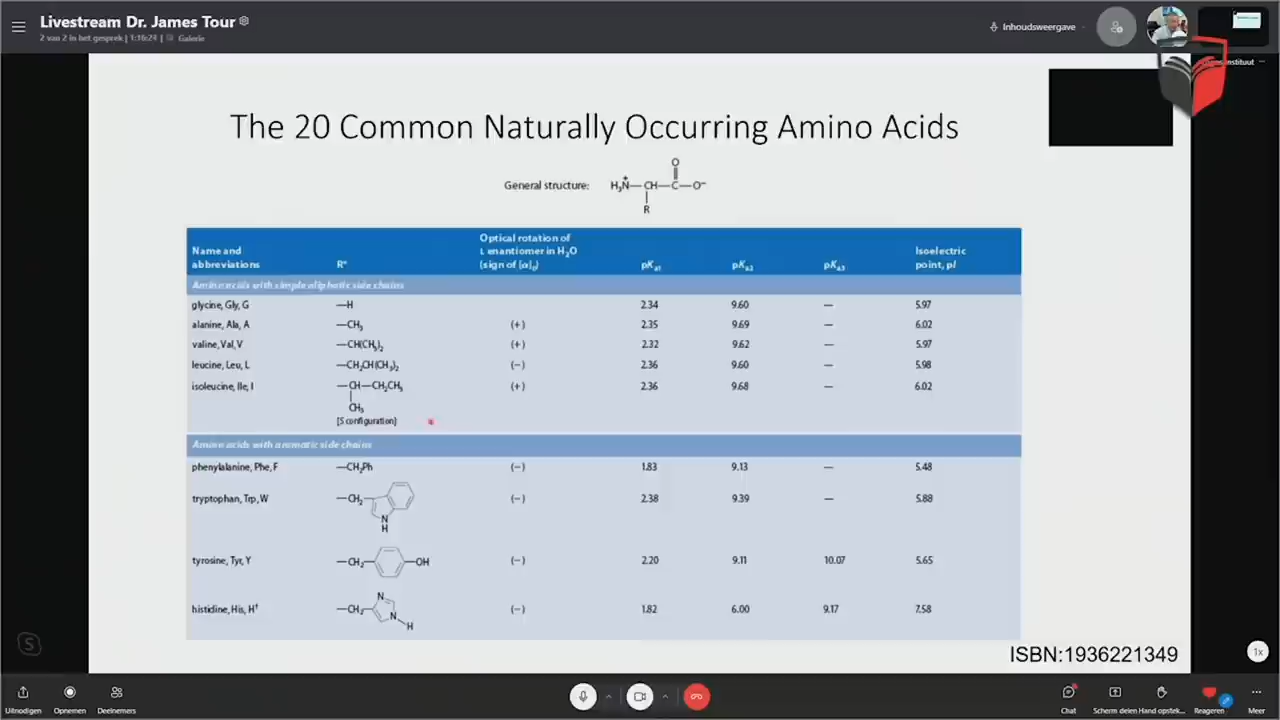 Livestream Dr. James Tour
2 van 2 in het gesprek | 1:16:24 | Galerie
Inhoudsweergave
The 20 Common Naturally Occurring Amino Acids
General structure: H₃N⁺—CH—C—O⁻
O
R
Name and abbreviations R* Optical rotation of L enantiomer in H₂O (sign of [α]) pKa1 pKa2 pKa3 Isoelectric point, pI
Amino acids with simple aliphatic side chains
glycine, Gly, G —H 2.34 9.60 — 5.97
alanine, Ala, A —CH₃ (+) 2.35 9.69 — 6.02
valine, Val, V —CH(CH₃)₂ (+) 2.32 9.62 — 5.97
leucine, Leu, L —CH₂CH(CH₃)₂ (−) 2.36 9.60 — 5.98
isoleucine, Ile, I —CH—CH₂CH₃ (+) 2.36 9.68 — 6.02
CH₃
[S configuration]
Amino acids with aromatic side chains
phenylalanine, Phe, F —CH₂Ph (−) 1.83 9.13 — 5.48
tryptophan, Trp, W —CH₂ (−) 2.38 9.39 — 5.88
N
H
tyrosine, Tyr, Y —CH₂ —OH (−) 2.20 9.11 10.07 5.65
histidine, His, H† —CH₂ N N H (−) 1.82 6.00 9.17 7.58
ISBN:1936221349
1x
Uitnodigen Opnemen Deelnemers Chat Scherm delen Hand opstek... Reageren Meer